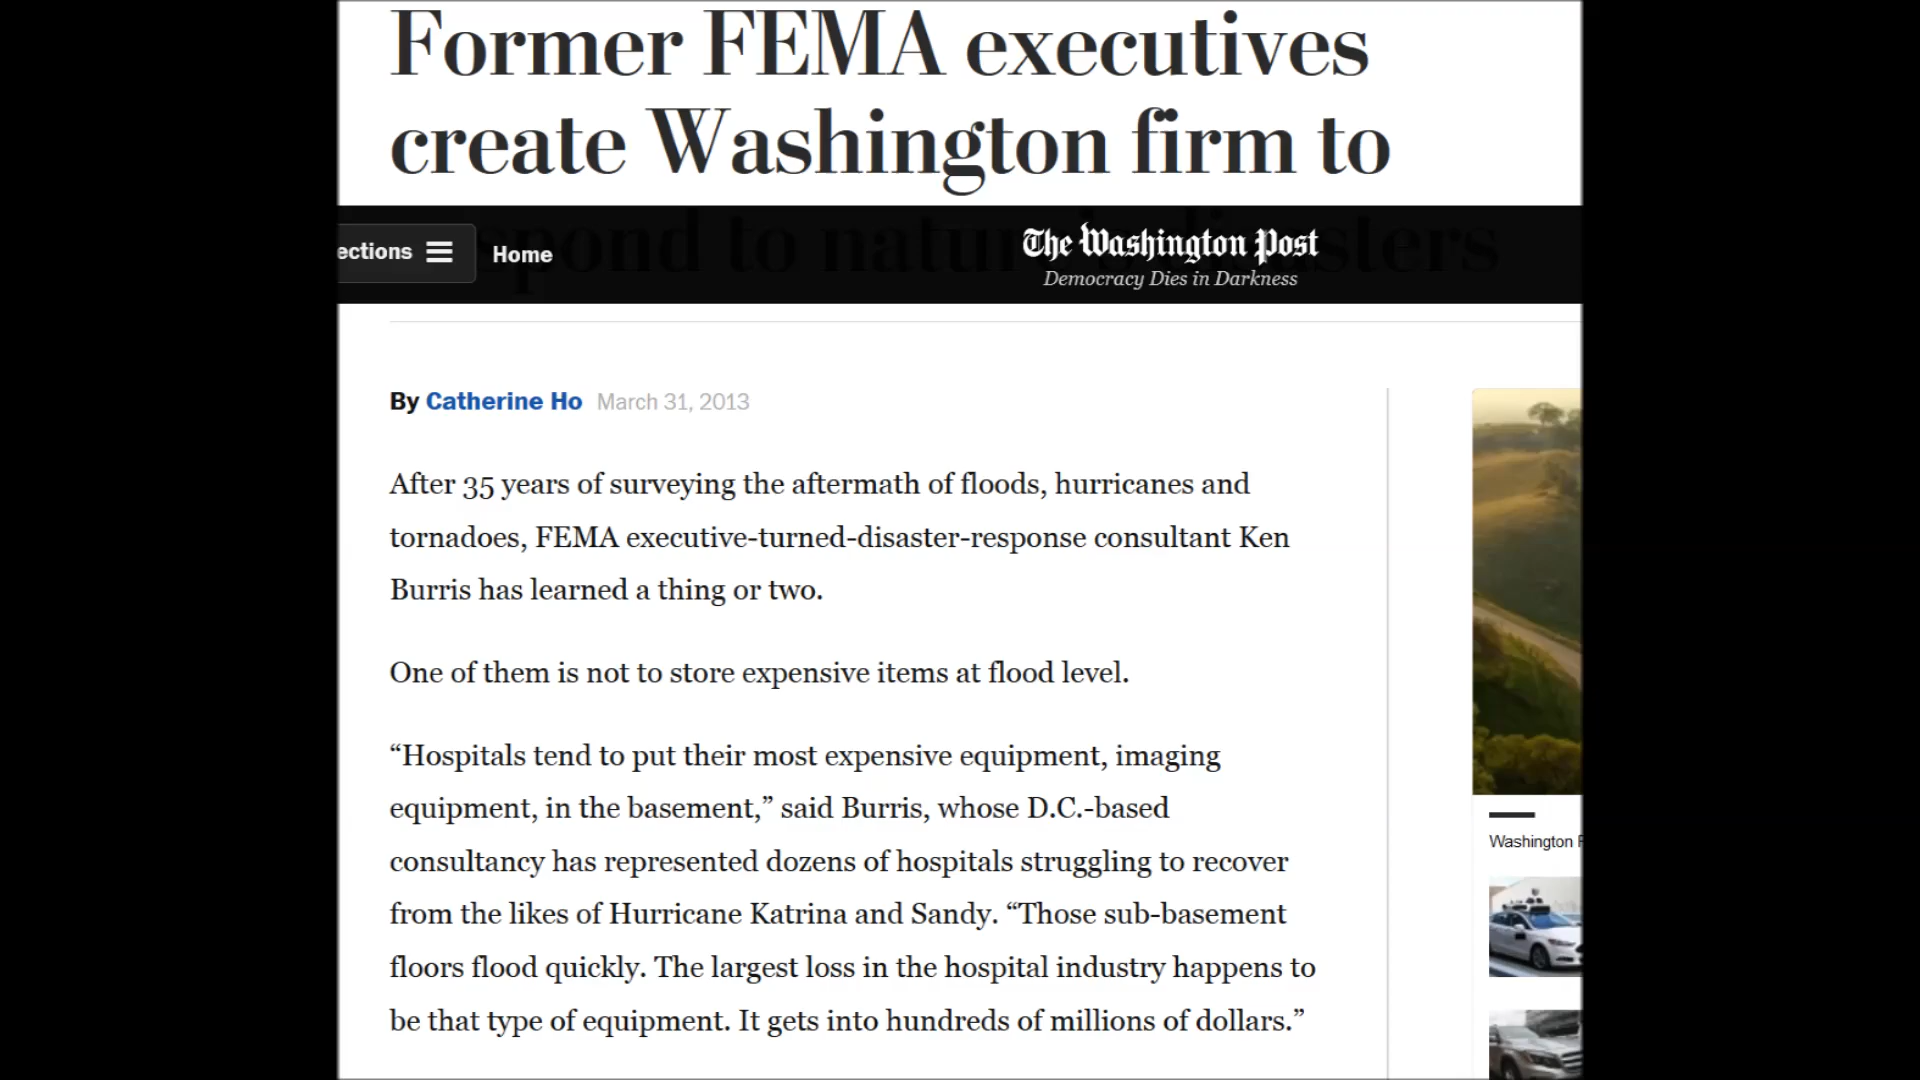 Former FEMA executives
create Washington firm to
spond to nature's disasters
ections
Home
The Washington Post
Democracy Dies in Darkness
By Catherine Ho March 31, 2013
After 35 years of surveying the aftermath of floods, hurricanes and
tornadoes, FEMA executive-turned-disaster-response consultant Ken
Burris has learned a thing or two.
One of them is not to store expensive items at flood level.
“Hospitals tend to put their most expensive equipment, imaging
equipment, in the basement,” said Burris, whose D.C.-based
consultancy has represented dozens of hospitals struggling to recover
from the likes of Hurricane Katrina and Sandy. “Those sub-basement
floors flood quickly. The largest loss in the hospital industry happens to
be that type of equipment. It gets into hundreds of millions of dollars.”
Washington